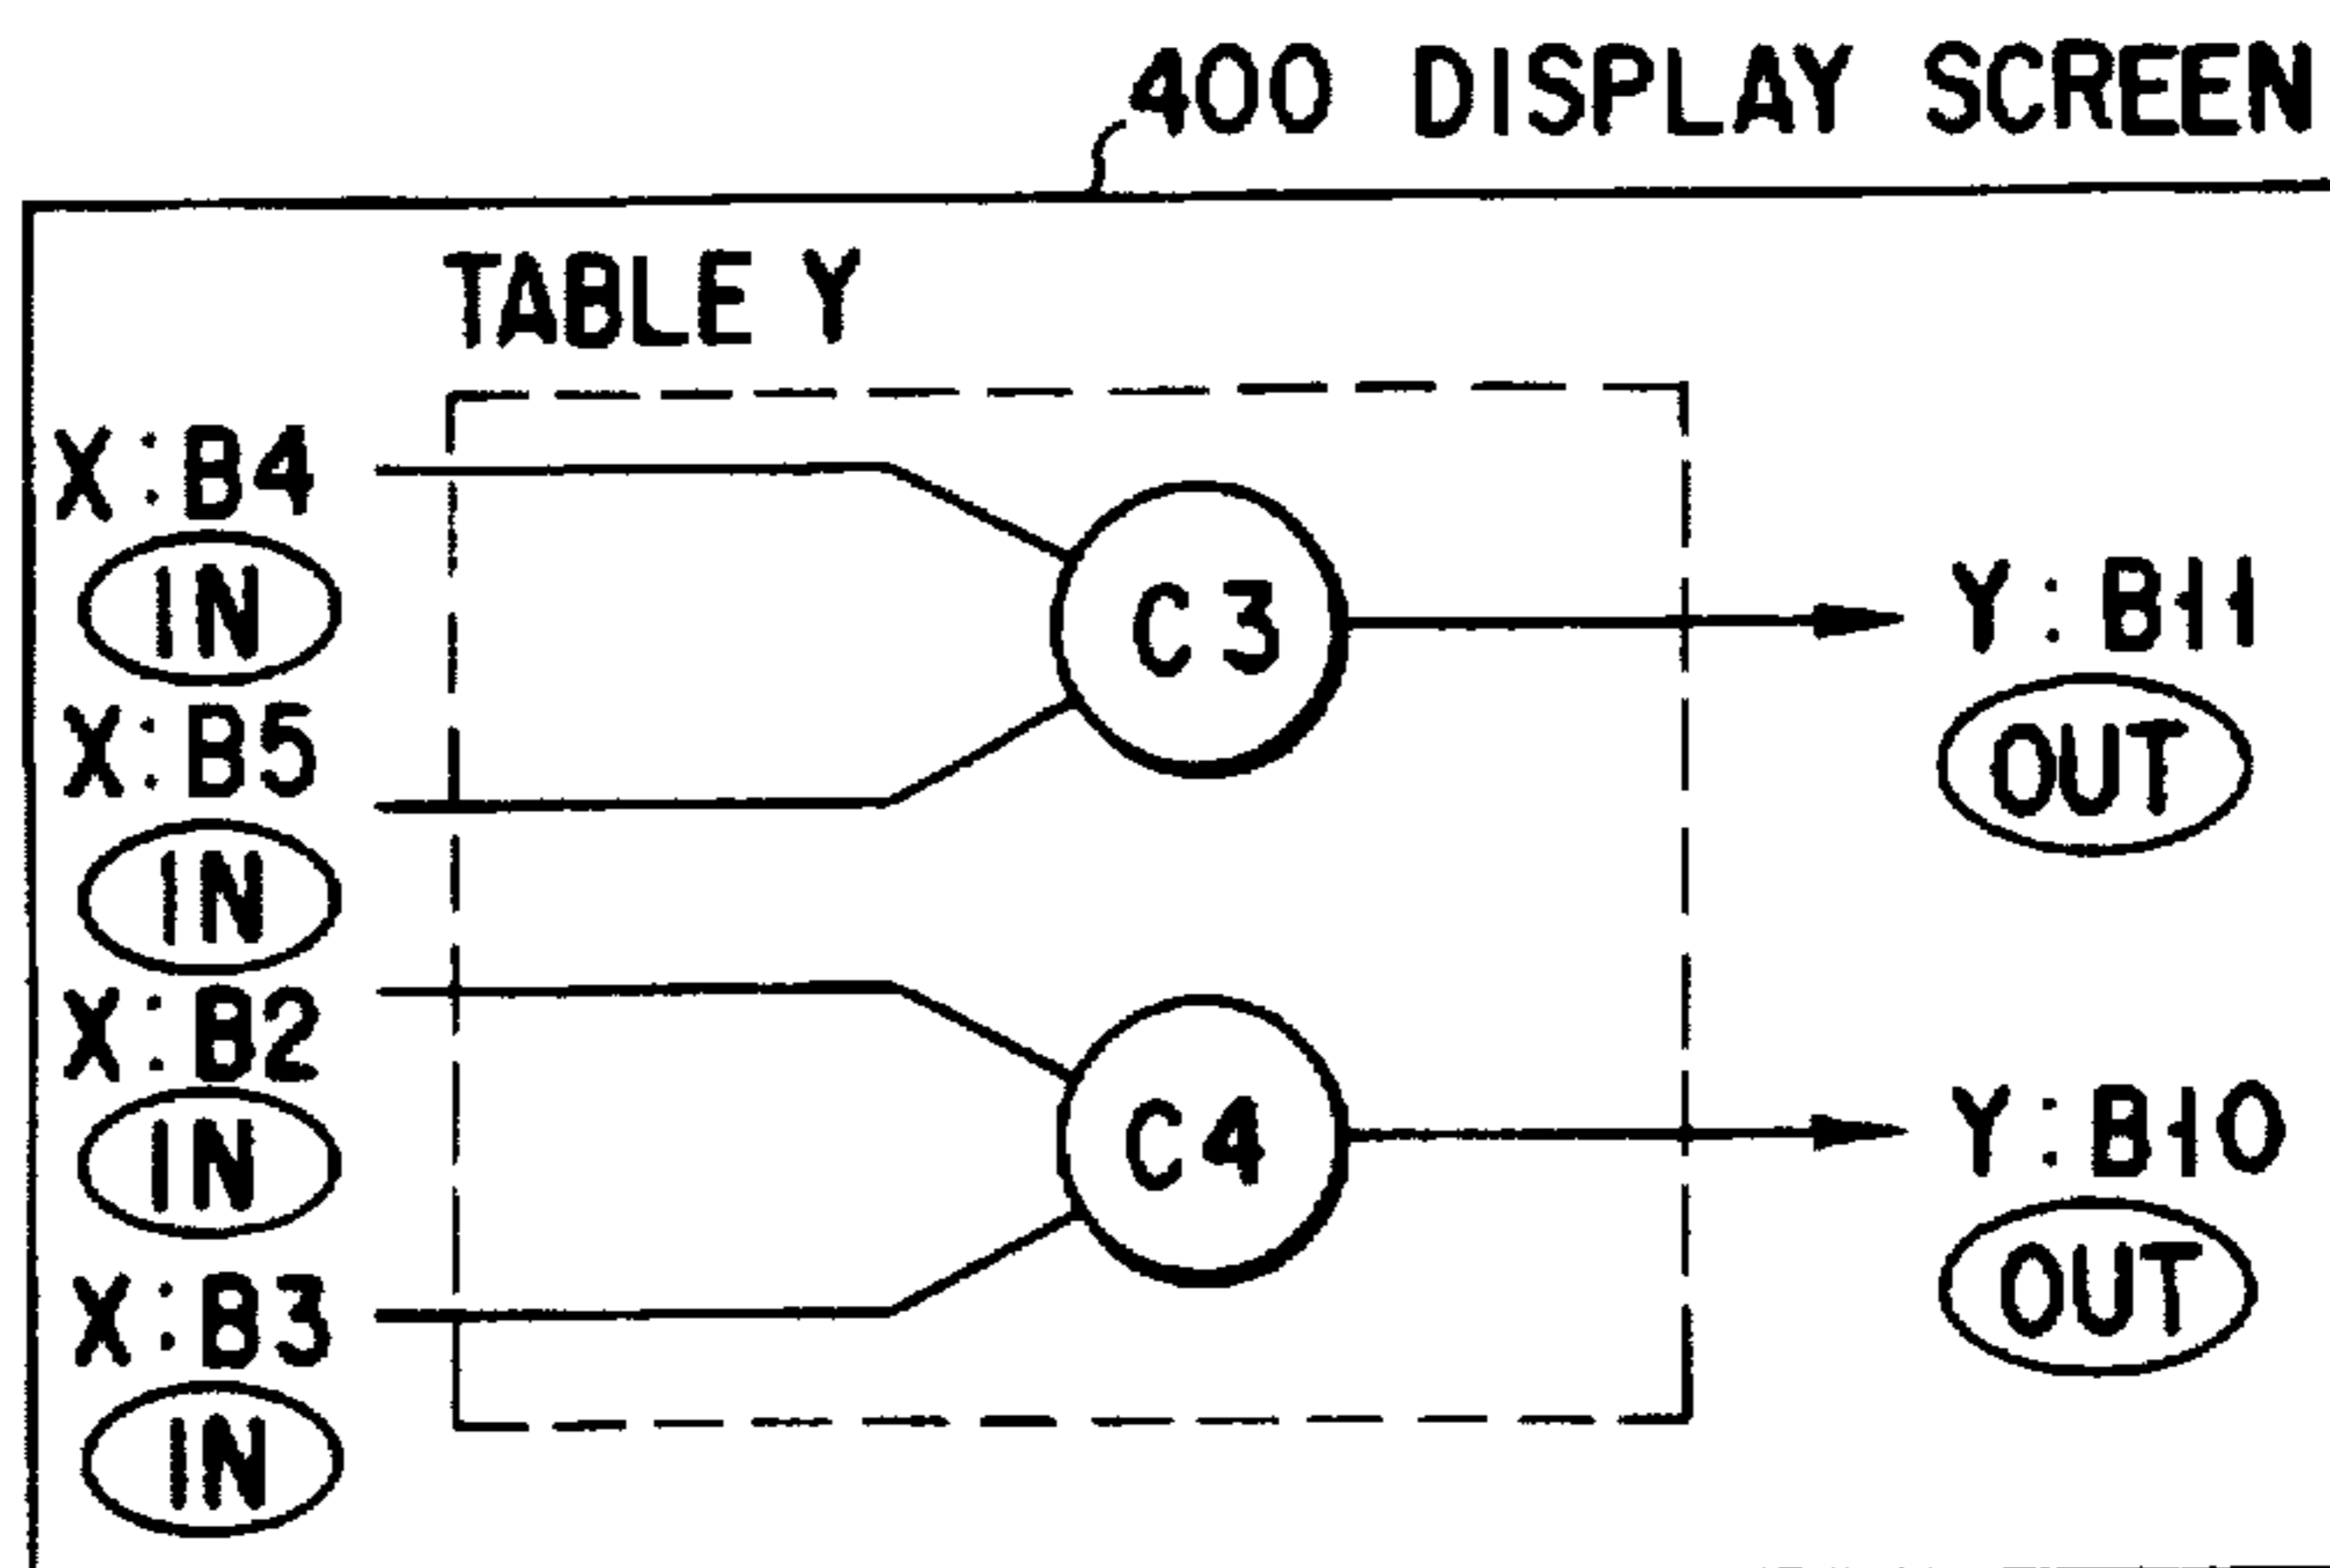 400 DISPLAY SCREEN
TABLE Y
X:B4
IN
C3
Y:B11
X:B5
OUT
IN
X:B2
C4
Y:B10
IN
OUT
X:B3
IN